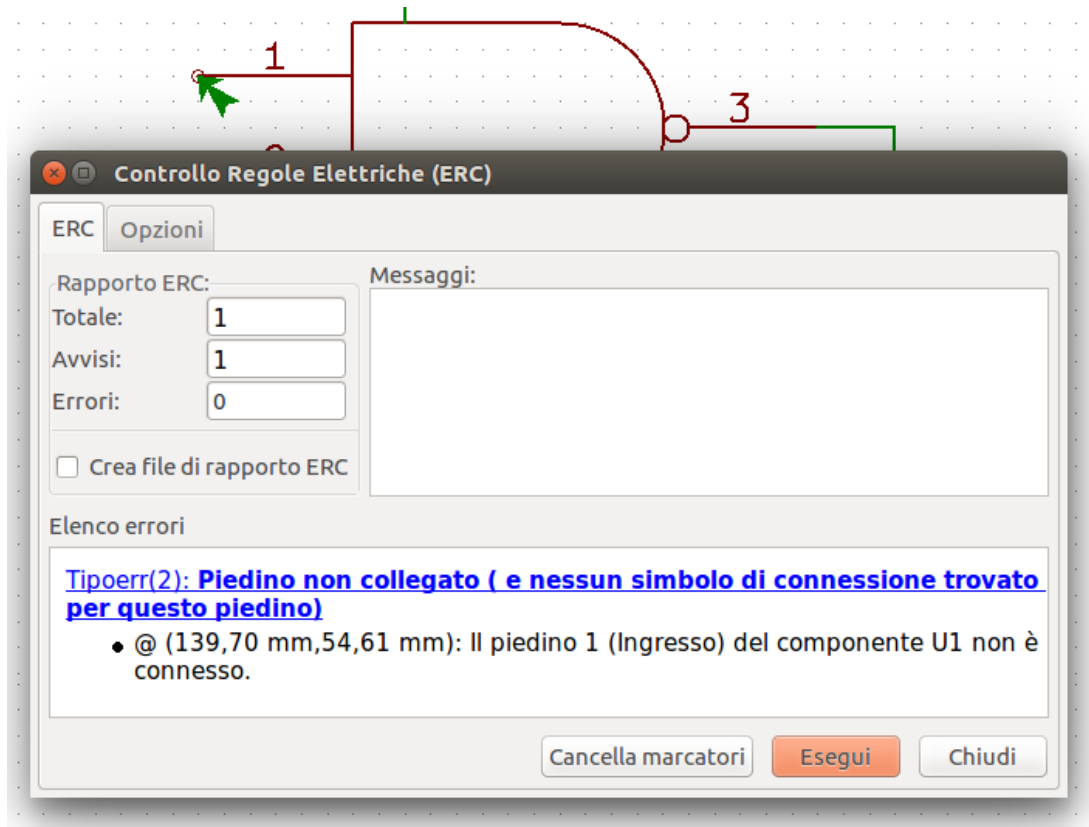 1
3
Controllo Regole Elettriche (ERC)
ERC Opzioni
Rapporto ERC:
Messaggi:
Totale: 1
Avvisi: 1
Errori: 0
Crea file di rapporto ERC
Elenco errori
Tipoerr(2): Piedino non collegato ( e nessun simbolo di connessione trovato
per questo piedino)
@ (139,70 mm,54,61 mm): Il piedino 1 (Ingresso) del componente U1 non è
connesso.
Cancella marcatori Esegui Chiudi